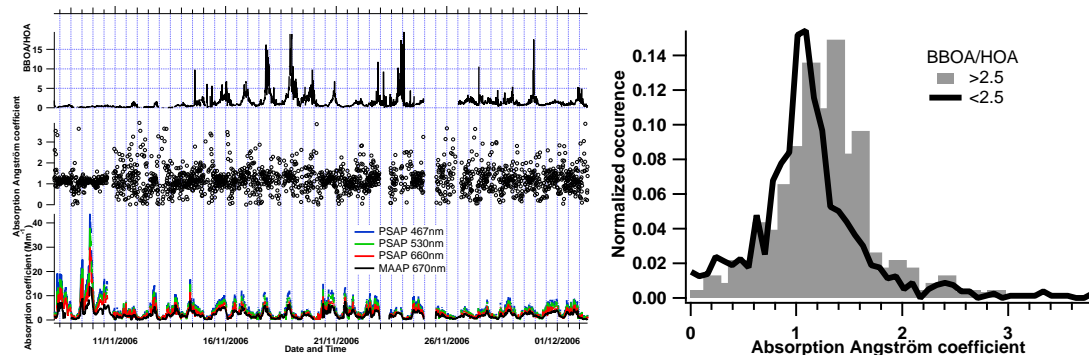 BBOA/HOA
15
10
5
0
Absorption Angström coefficient
3
2
1
0
Absorption coefficient (Mm⁻¹)
40
30
20
10
0
PSAP 467nm
PSAP 530nm
PSAP 660nm
MAAP 670nm
11/11/2006
16/11/2006
21/11/2006
26/11/2006
01/12/2006
Date and Time
Normalized occurence
0.14
0.12
0.10
0.08
0.06
0.04
0.02
0.00
BBOA/HOA
>2.5
<2.5
0
1
2
3
Absorption Angström coefficient